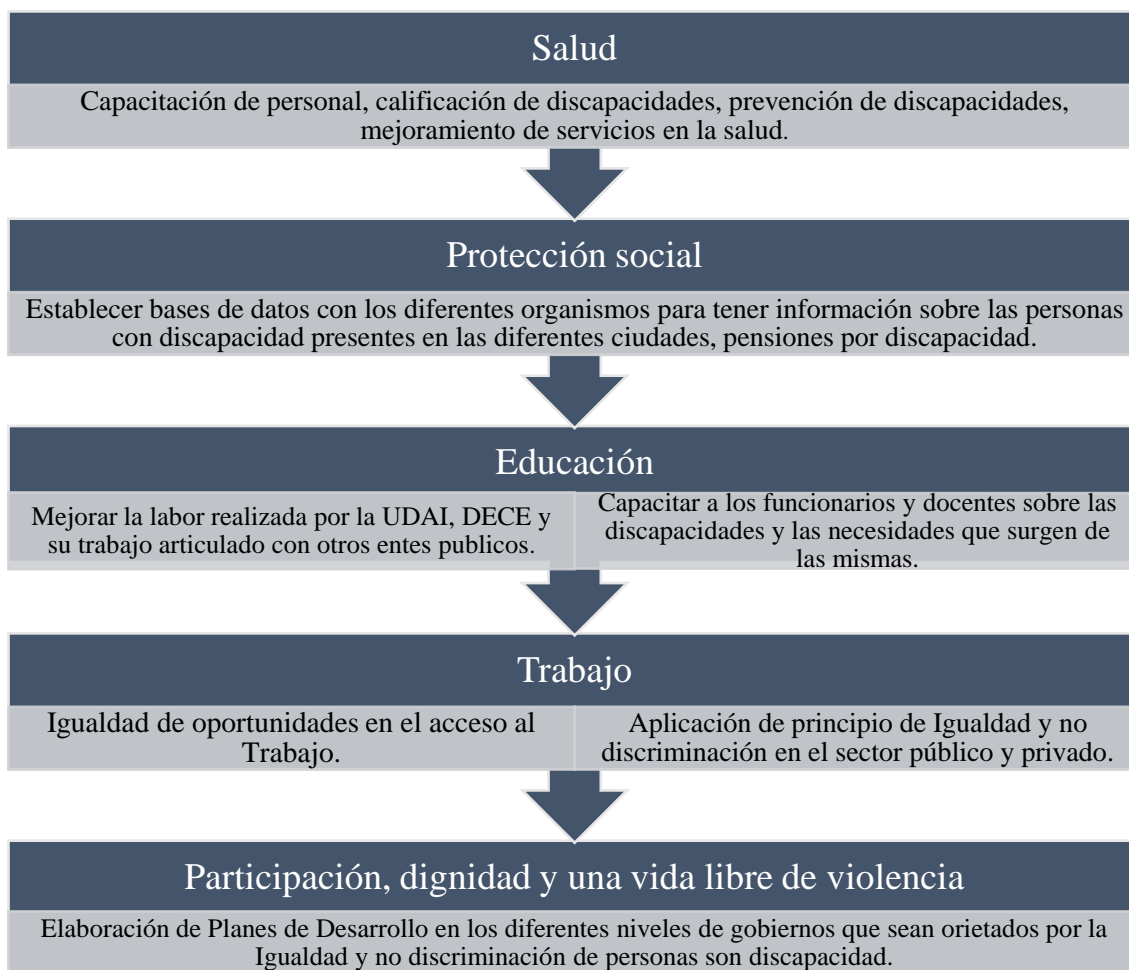 Salud
Capacitación de personal, calificación de discapacidades, prevención de discapacidades,
mejoramiento de servicios en la salud.
Protección social
Establecer bases de datos con los diferentes organismos para tener información sobre las personas
con discapacidad presentes en las diferentes ciudades, pensiones por discapacidad.
Educación
Mejorar la labor realizada por la UDAI, DECE y
su trabajo articulado con otros entes publicos.
Capacitar a los funcionarios y docentes sobre las
discapacidades y las necesidades que surgen de
las mismas.
Trabajo
Igualdad de oportunidades en el acceso al
Trabajo.
Aplicación de principio de Igualdad y no
discriminación en el sector público y privado.
Participación, dignidad y una vida libre de violencia
Elaboración de Planes de Desarrollo en los diferentes niveles de gobiernos que sean orietados por la
Igualdad y no discriminación de personas son discapacidad.